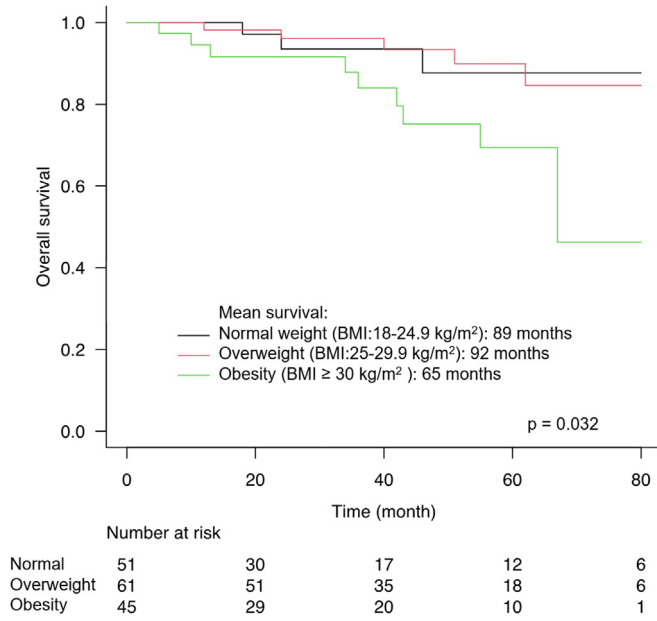 1.0
0.8
0.6
0.4
0.2
0.0
Overall survival
Mean survival:
Normal weight (BMI:18-24.9 kg/m²): 89 months
Overweight (BMI:25-29.9 kg/m²): 92 months
Obesity (BMI ≥ 30 kg/m² ): 65 months
p = 0.032
0 20 40 60 80
Time (month)
Number at risk
Normal 51 30 17 12 6
Overweight 61 51 35 18 6
Obesity 45 29 20 10 1